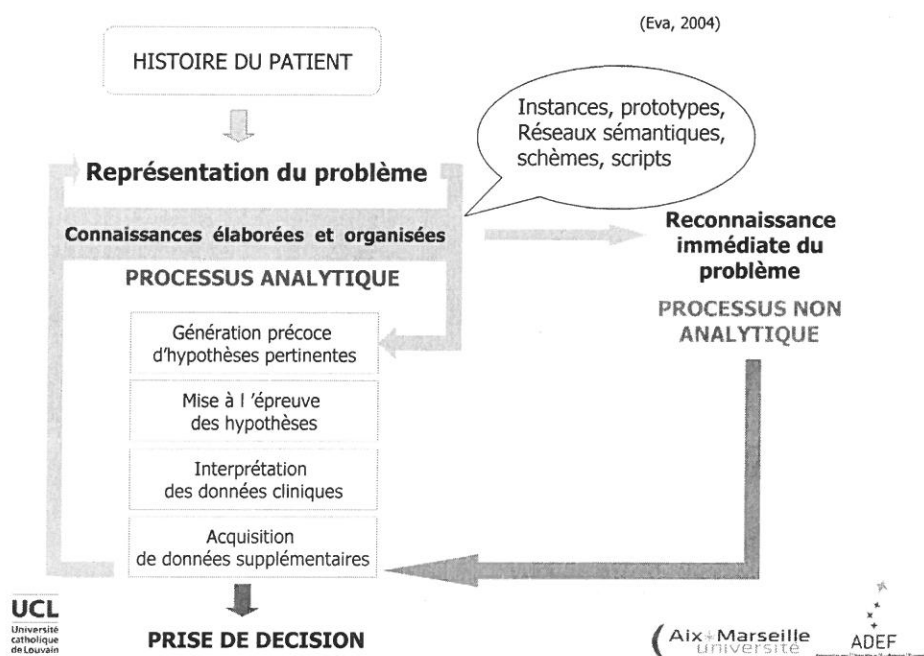 (Eva, 2004)
HISTOIRE DU PATIENT
Instances, prototypes,
Réseaux sémantiques,
schèmes, scripts
Représentation du problème
Connaissances élaborées et organisées
Reconnaissance
immédiate du
problème
PROCESSUS ANALYTIQUE
PROCESSUS NON
ANALYTIQUE
Génération précoce
d'hypothèses pertinentes
Mise à l 'épreuve
des hypothèses
Interprétation
des données cliniques
Acquisition
de données supplémentaires
PRISE DE DECISION
UCL
Université
catholique
de Louvain
Aix Marseille
université
ADEF